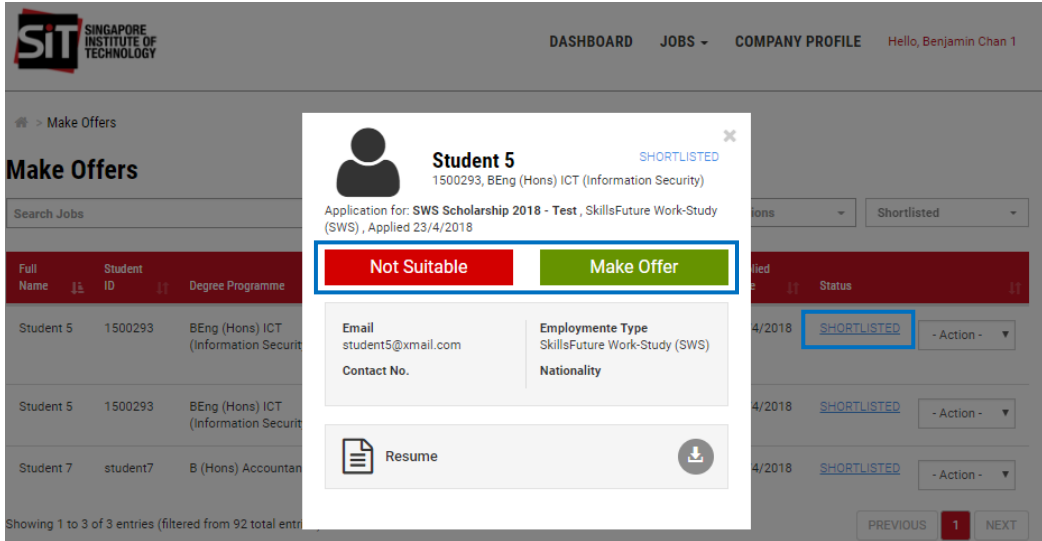 SiT
SINGAPORE
INSTITUTE OF
TECHNOLOGY
DASHBOARD JOBS COMPANY PROFILE Hello, Benjamin Chan 1
> Make Offers
Make Offers
Search Jobs
Shortlisted
Full Name Student ID Degree Programme Status
Student 5 1500293 BEng (Hons) ICT /4/2018 SHORTLISTED - Action -
(Information Securit
Student 5 1500293 BEng (Hons) ICT /4/2018 SHORTLISTED - Action -
(Information Securit
Student 7 student7 B (Hons) Accountan /4/2018 SHORTLISTED - Action -
Showing 1 to 3 of 3 entries (filtered from 92 total entr
PREVIOUS 1 NEXT
Student 5 SHORTLISTED
1500293, BEng (Hons) ICT (Information Security)
Application for: SWS Scholarship 2018 - Test , SkillsFuture Work-Study
(SWS) , Applied 23/4/2018
Not Suitable Make Offer
Email Employmente Type
student5@xmail.com SkillsFuture Work-Study (SWS)
Contact No. Nationality
Resume